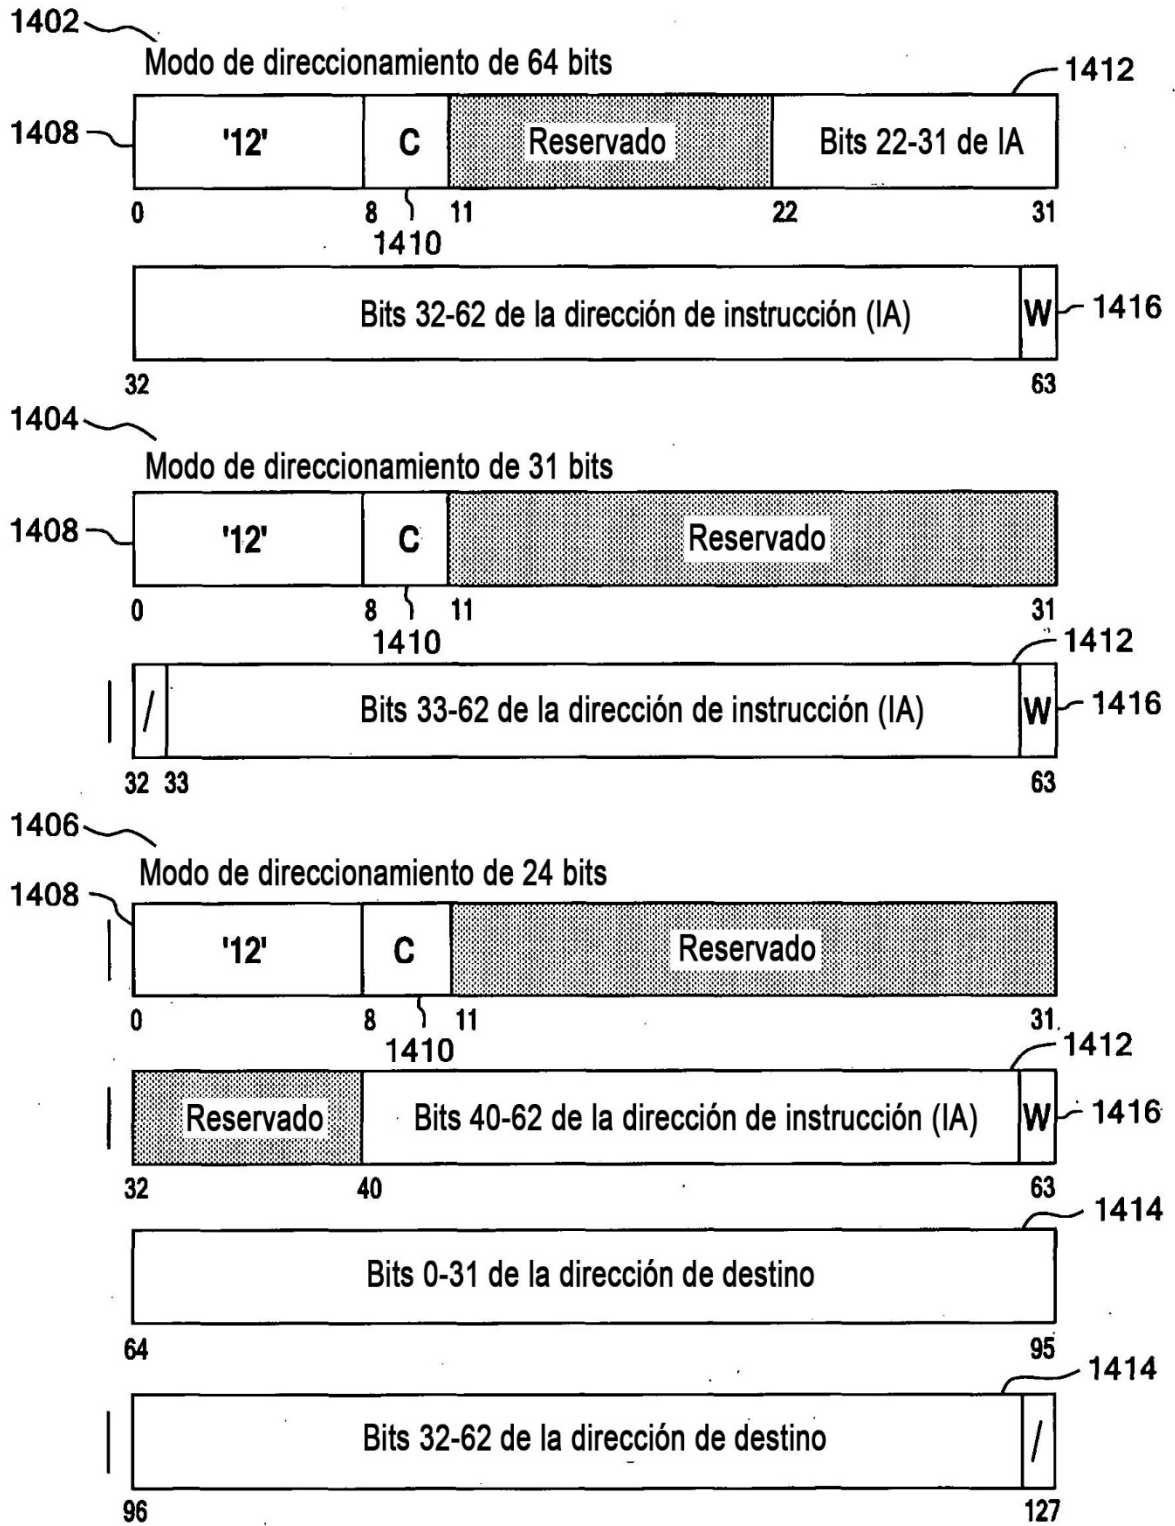 1402
Modo de direccionamiento de 64 bits
1412
1408 '12' C Reservado Bits 22-31 de IA
0 8 11 22 31
1410
Bits 32-62 de la dirección de instrucción (IA) W 1416
32 63
1404
Modo de direccionamiento de 31 bits
1408 '12' C Reservado
0 8 11 31
1410
1412
/ Bits 33-62 de la dirección de instrucción (IA) W 1416
32 33 63
1406
Modo de direccionamiento de 24 bits
1408
'12' C Reservado
0 8 11 31
1410
1412
Reservado Bits 40-62 de la dirección de instrucción (IA) W 1416
32 40 63
1414
Bits 0-31 de la dirección de destino
64 95
1414
Bits 32-62 de la dirección de destino /
96 127